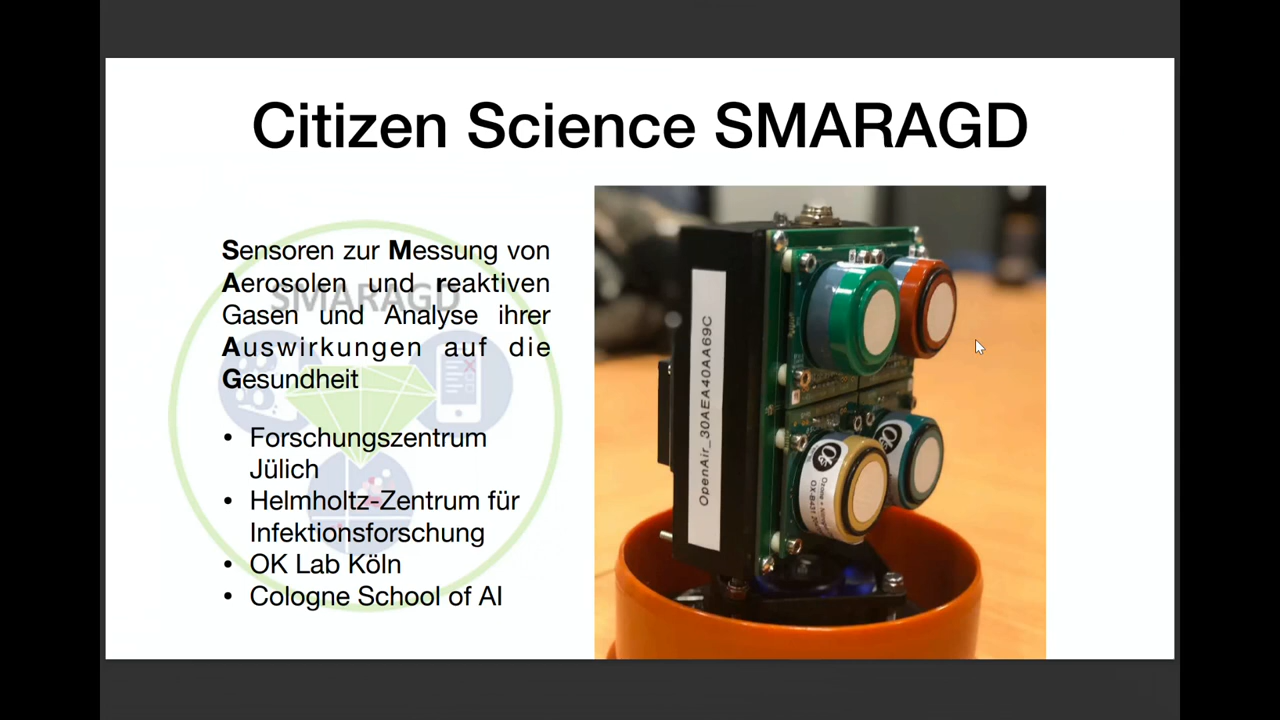 Citizen Science SMARAGD
Sensoren zur Messung von
Aerosolen und reaktiven
Gasen und Analyse ihrer
Auswirkungen auf die
Gesundheit
SMARAGD
• Forschungszentrum
Jülich
• Helmholtz-Zentrum für
Infektionsforschung
• OK Lab Köln
• Cologne School of AI
OpenAir_30AEA40AA69C